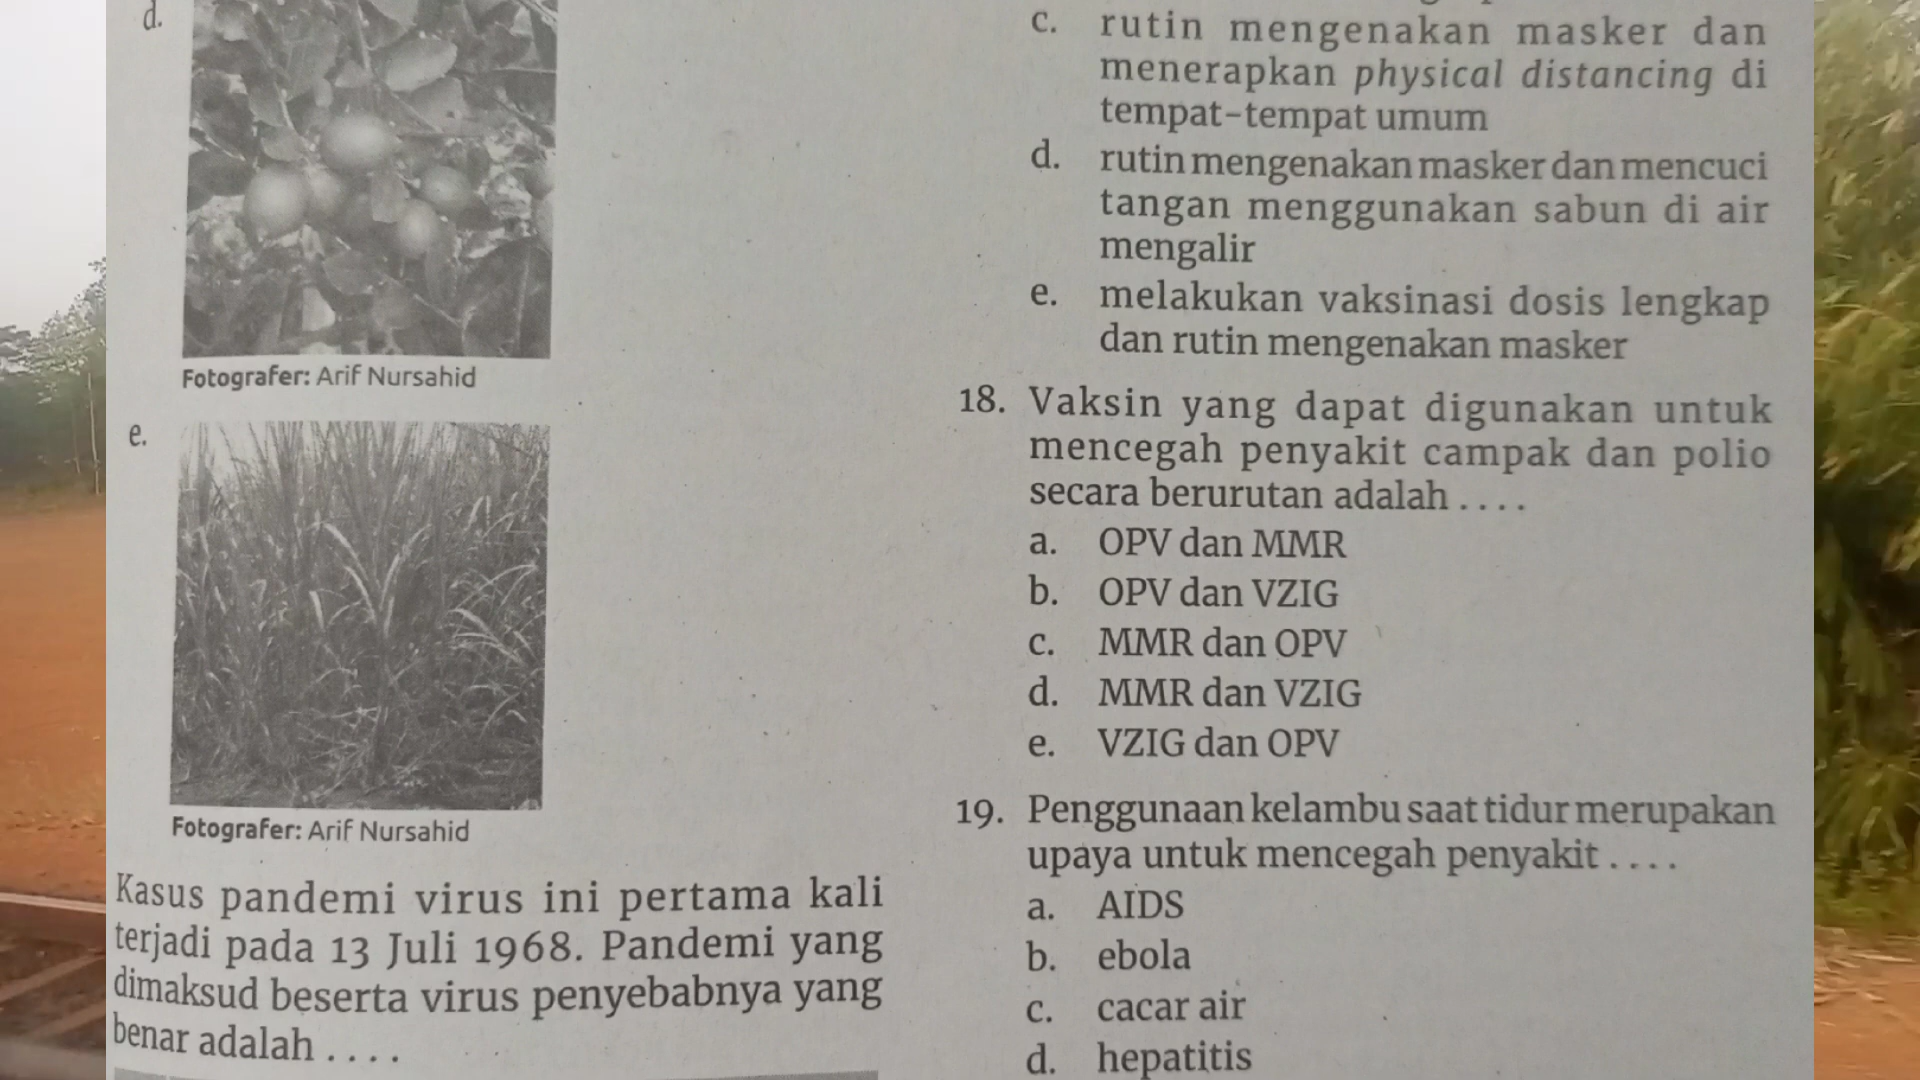 d.
Fotografer: Arif Nursahid
e.
Fotografer: Arif Nursahid
Kasus pandemi virus ini pertama kali
terjadi pada 13 Juli 1968. Pandemi yang
dimaksud beserta virus penyebabnya yang
benar adalah . . . .
c. rutin mengenakan masker dan
menerapkan physical distancing di
tempat-tempat umum
d. rutin mengenakan masker dan mencuci
tangan menggunakan sabun di air
mengalir
e. melakukan vaksinasi dosis lengkap
dan rutin mengenakan masker
18. Vaksin yang dapat digunakan untuk
mencegah penyakit campak dan polio
secara berurutan adalah . . . .
a. OPV dan MMR
b. OPV dan VZIG
c. MMR dan OPV
d. MMR dan VZIG
e. VZIG dan OPV
19. Penggunaan kelambu saat tidur merupakan
upaya untuk mencegah penyakit . . . .
a. AIDS
b. ebola
c. cacar air
d. hepatitis